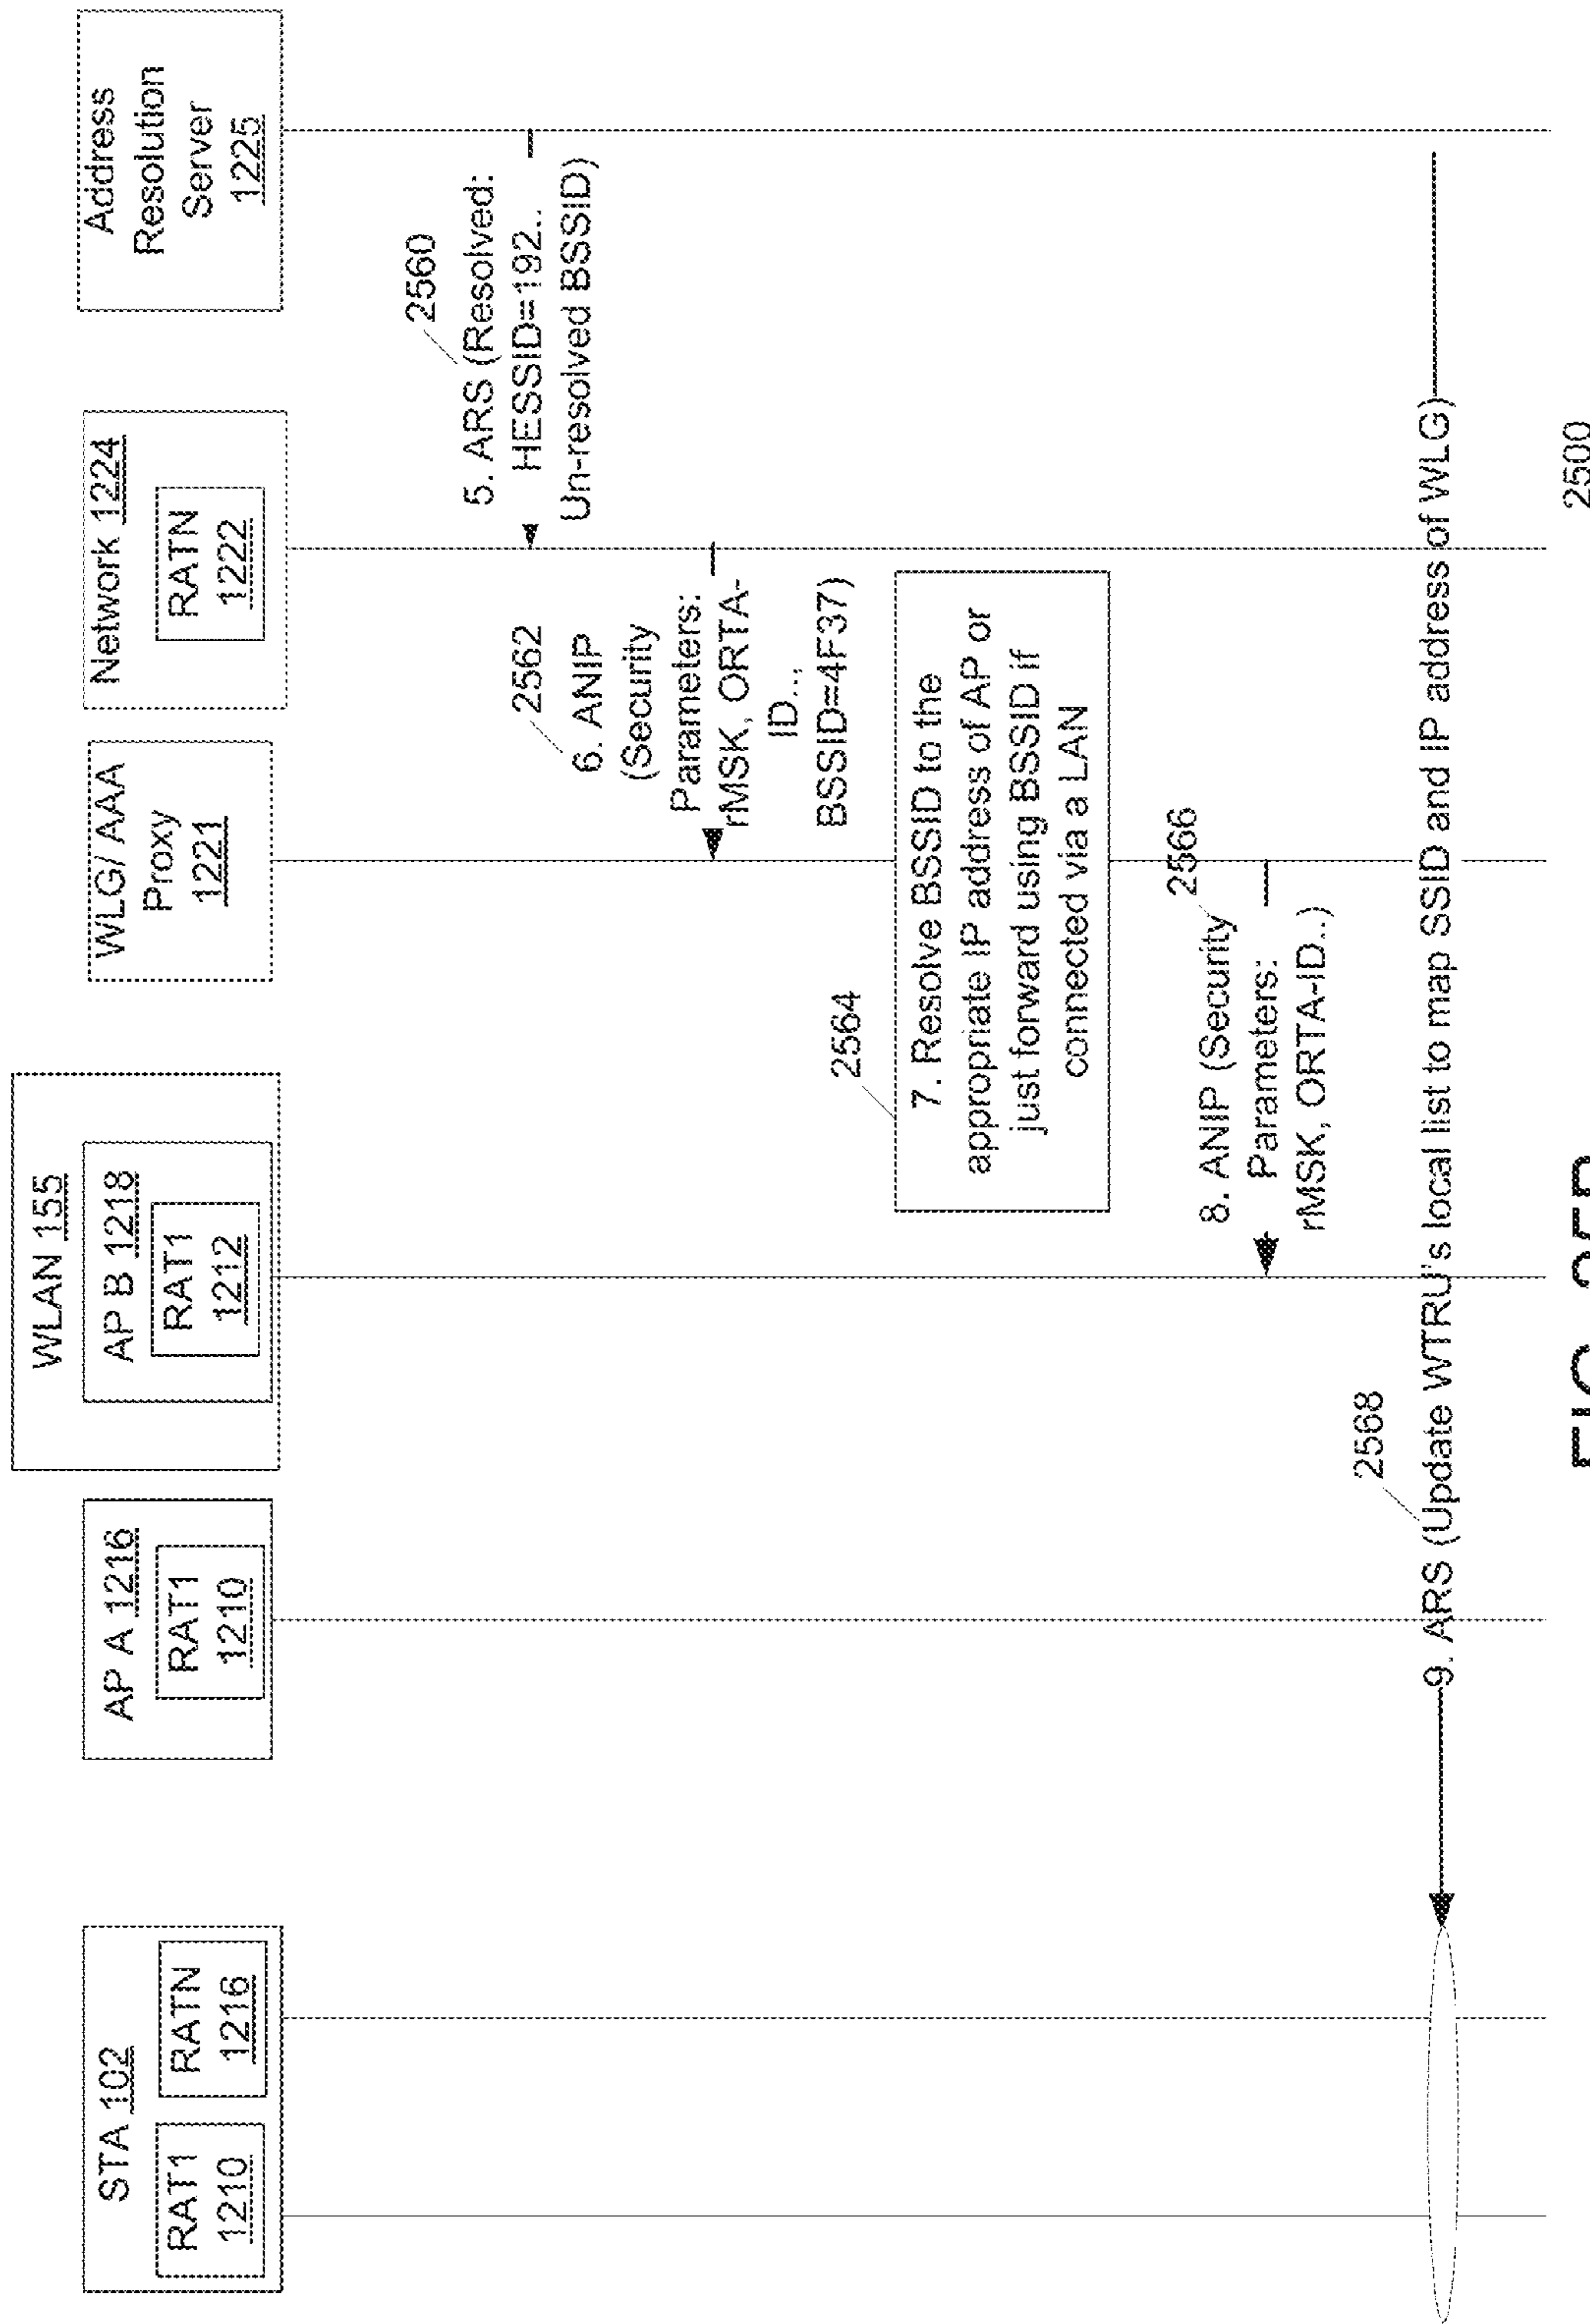 STA 102
RAT1
1210
RATN
1216
AP A 1216
RAT1
1210
WLAN 155
AP B 1218
RAT1
1212
WLG/ AAA
Proxy
1221
Network 1224
RATN
1222
Address
Resolution
Server
1225
2560
5. ARS (Resolved:
HESSID=192..
Un-resolved BSSID)
2562
6. ANIP
(Security
Parameters:
rMSK, ORTA-
ID..,
BSSID=4F37)
2564
7. Resolve BSSID to the
appropriate IP address of AP or
just forward using BSSID if
connected via a LAN
2566
8. ANIP (Security
Parameters:
rMSK, ORTA-ID..)
2568
9. ARS (Update WTRU's local list to map SSID and IP address of WLG)
2500